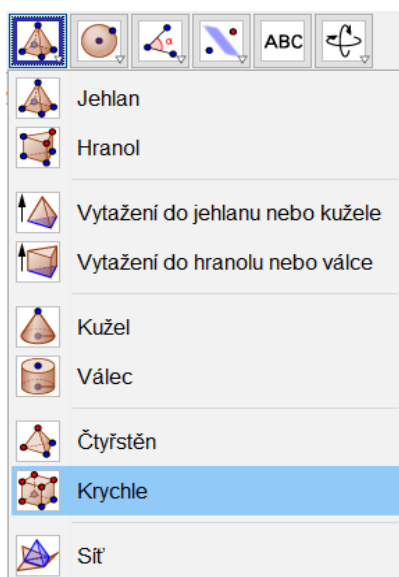 α ABC
Jehlan
Hranol
Vytažení do jehlanu nebo kužele
Vytažení do hranolu nebo válce
Kužel
Válec
Čtyřstěn
Krychle
Síť